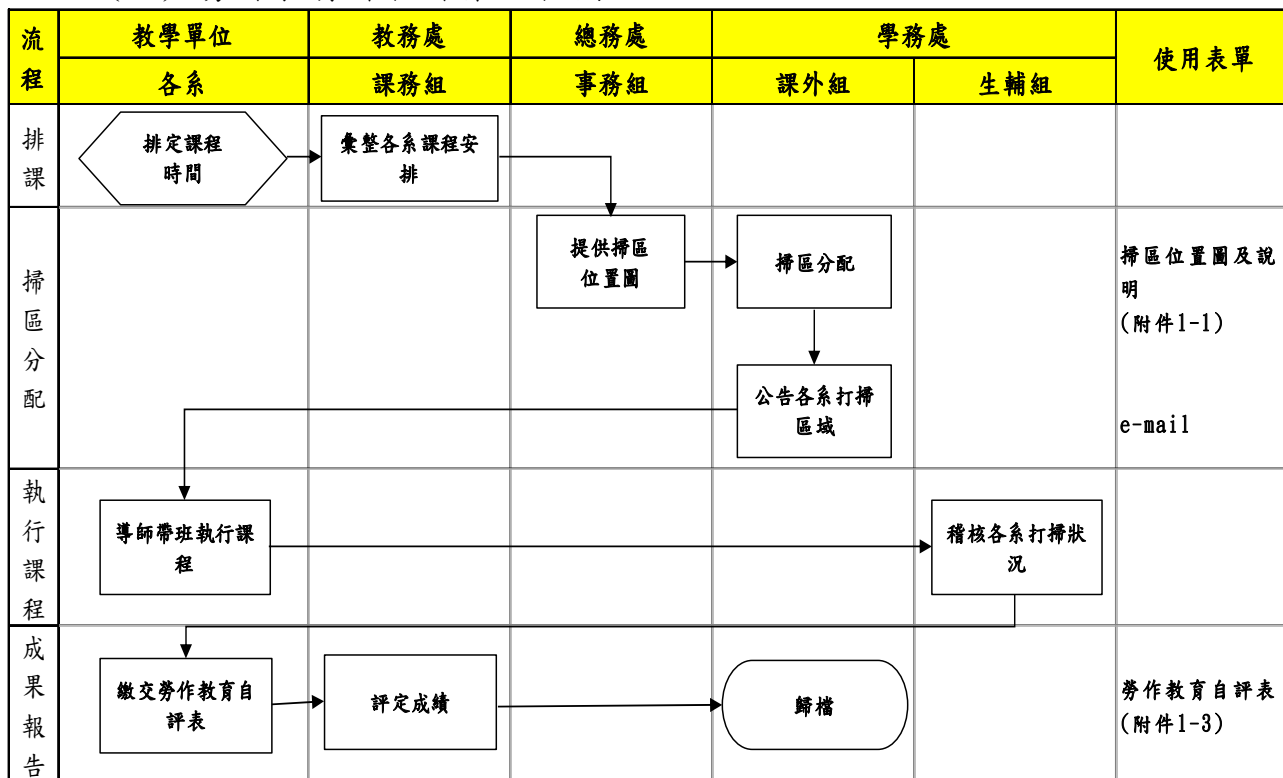 流
程
教學單位
教務處
總務處
學務處
使用表單
各系
課務組
事務組
課外組
生輔組
排
課
排定課程
時間
彙整各系課程安
排
掃
區
分
配
提供掃區
位置圖
掃區分配
掃區位置圖及說
明
(附件1-1)
公告各系打掃
區域
e-mail
執
行
課
程
導師帶班執行課
程
稽核各系打掃狀
況
成
果
報
告
繳交勞作教育自
評表
評定成績
歸檔
勞作教育自評表
(附件1-3)